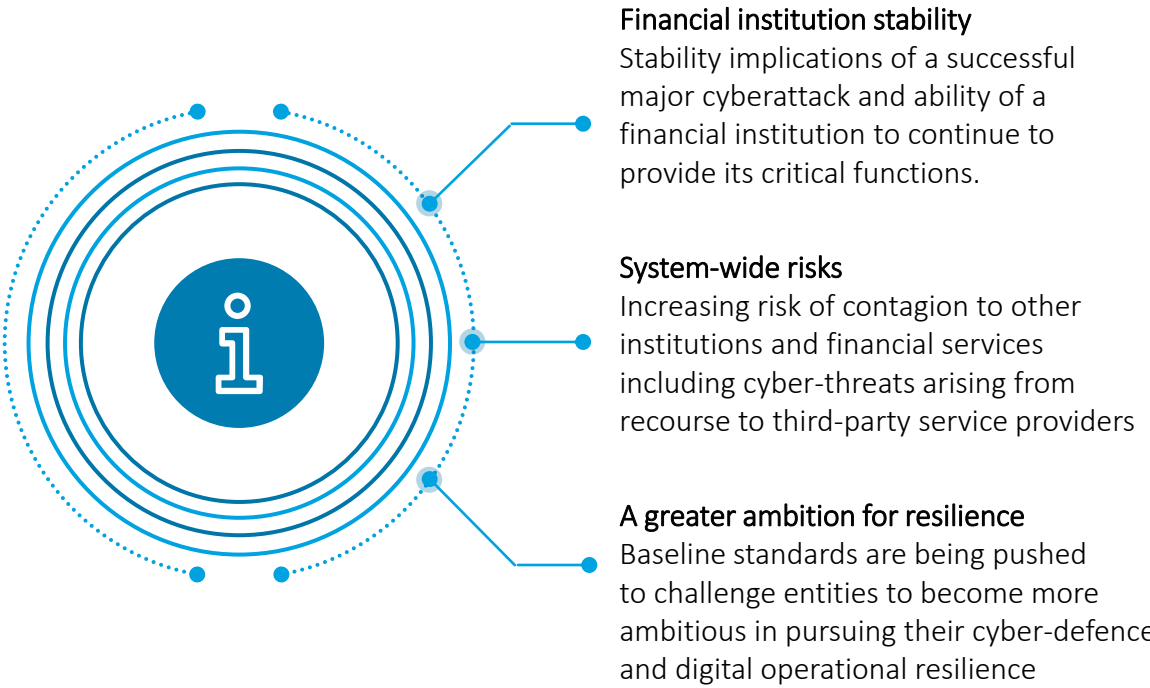 Financial institution stability
Stability implications of a successful
major cyberattack and ability of a
financial institution to continue to
provide its critical functions.
System-wide risks
Increasing risk of contagion to other
institutions and financial services
including cyber-threats arising from
recourse to third-party service providers
A greater ambition for resilience
Baseline standards are being pushed
to challenge entities to become more
ambitious in pursuing their cyber-defence
and digital operational resilience